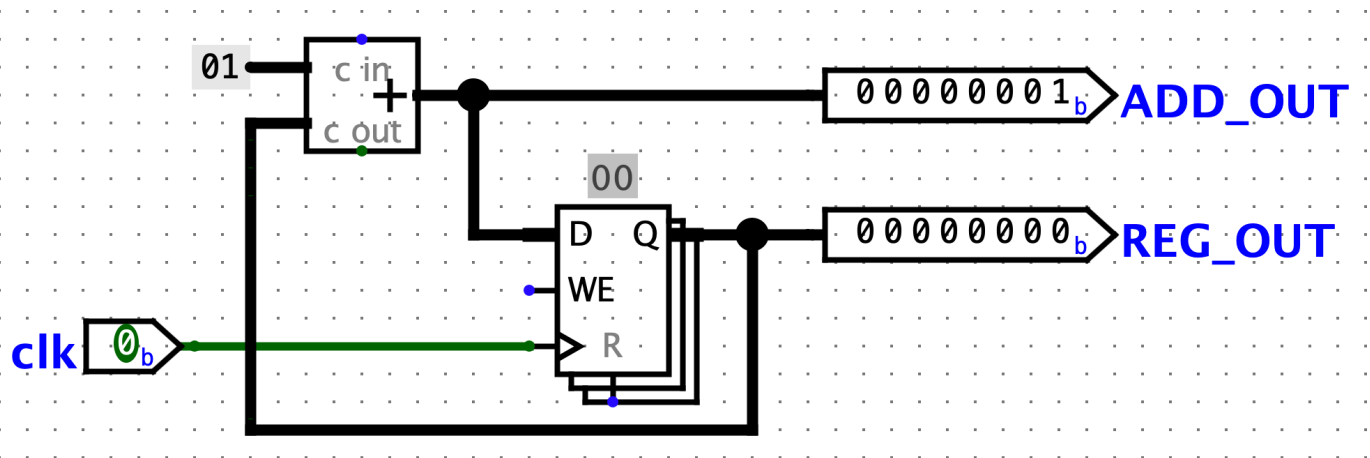 01
c in
+
c out
00000001b
ADD_OUT
00
D Q
WE
R
00000000b
REG_OUT
clk
0b